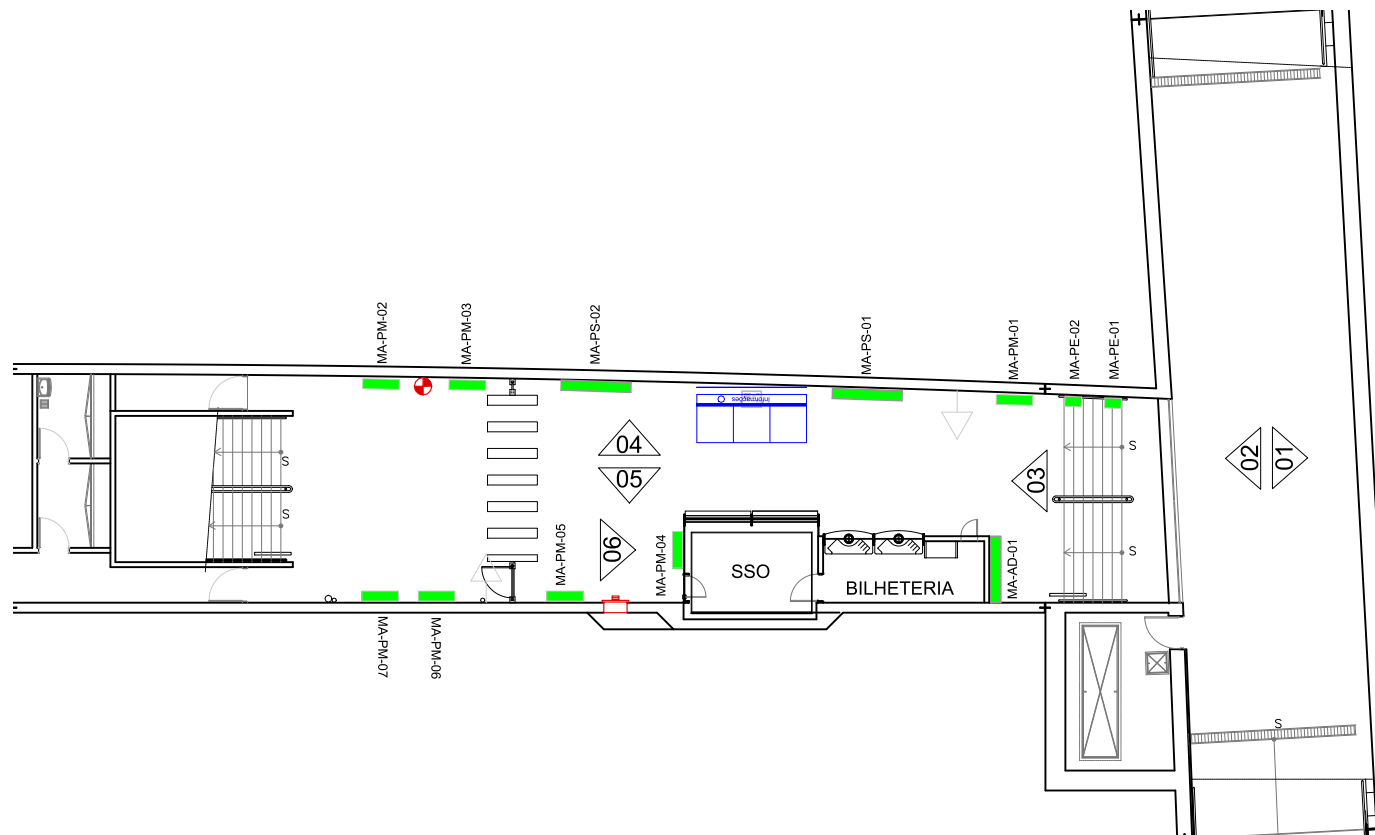 MA-PM-02
MA-PM-03
MA-PS-02
MA-PS-01
MA-PM-01
MA-PE-02
MA-PE-01
Informações
04
05
06
03
02
01
S
S
S
S
MA-PM-05
MA-PM-04
SSO
BILHETERIA
MA-AD-01
MA-PM-07
MA-PM-06
S